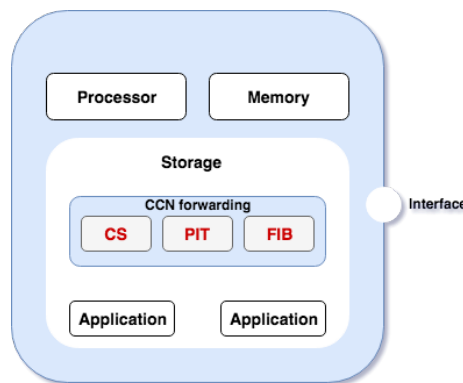 Processor
Memory
Storage
CCN forwarding
CS
PIT
FIB
Interface
Application
Application